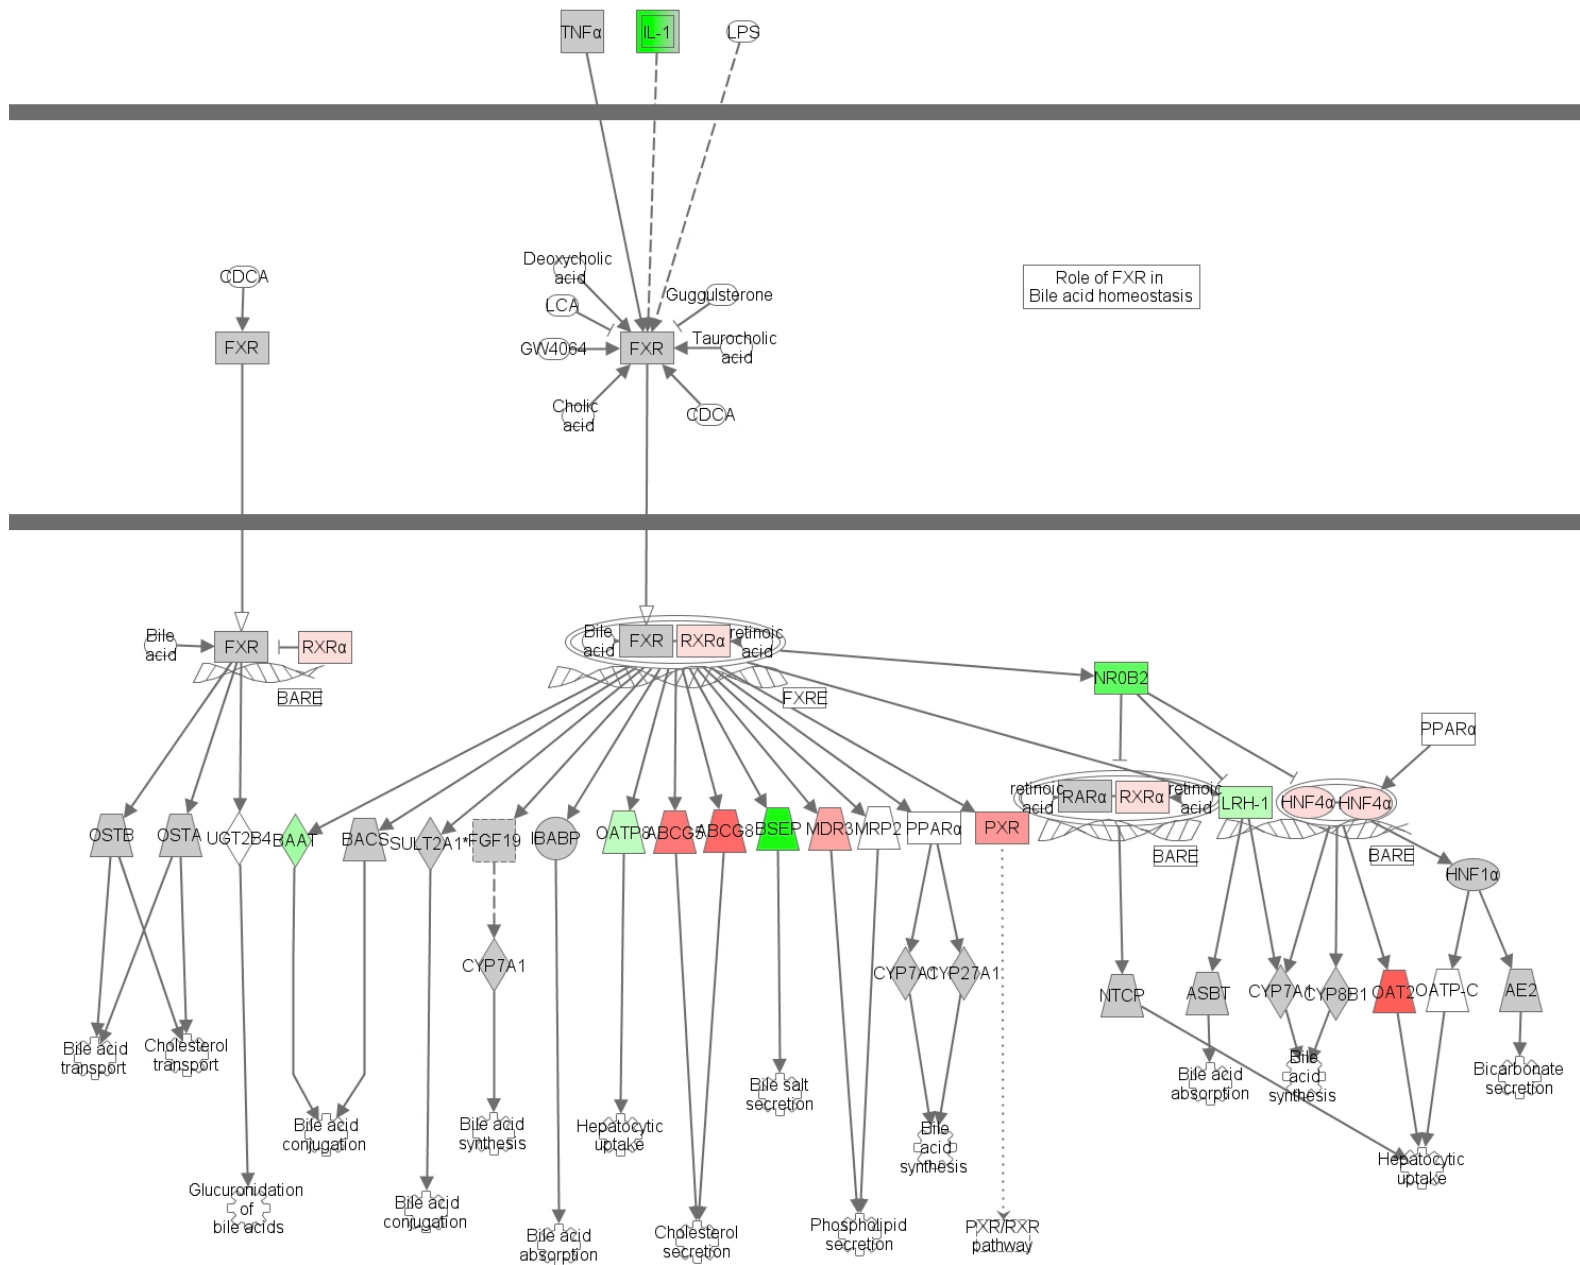 TNFα
IL-1
LPS
Role of FXR in
Bile acid homeostasis
CDCA
FXR
Deoxycholic
acid
LCA
Guggulsterone
GW4064
FXR
Taurocholic
acid
Cholic
acid
CDCA
Bile
acid
FXR
RXRα
BARE
Bile
acid
FXR
RXRα
retinoic
acid
FXRE
NR0B2
PPARα
retinoic
acid
RARα
RXRα
retinoic
acid
LRH-1
HNF4α
HNF4α
BARE
BARE
OSTB
OSTA
UGT2B4
BAAT
BACS
SULT2A1*
FGF19
IBABP
OATP8
ABCG5
ABCG8
BSEP
MDR3
MRP2
PPARα
PXR
HNF1α
CYP7A1
CYP7A1
CYP27A1
NTCP
ASBT
CYP7A1
CYP8B1
OAT2
OATP-C
AE2
Bile acid
transport
Cholesterol
transport
Bile acid
conjugation
Bile acid
synthesis
Hepatocytic
uptake
Bile salt
secretion
Bile
acid
synthesis
Bile acid
absorption
Bile
acid
synthesis
Bicarbonate
secretion
Hepatocytic
uptake
Glucuronidation
of
bile acids
Bile acid
conjugation
Bile acid
absorption
Cholesterol
secretion
Phospholipid
secretion
PXR/RXR
pathway